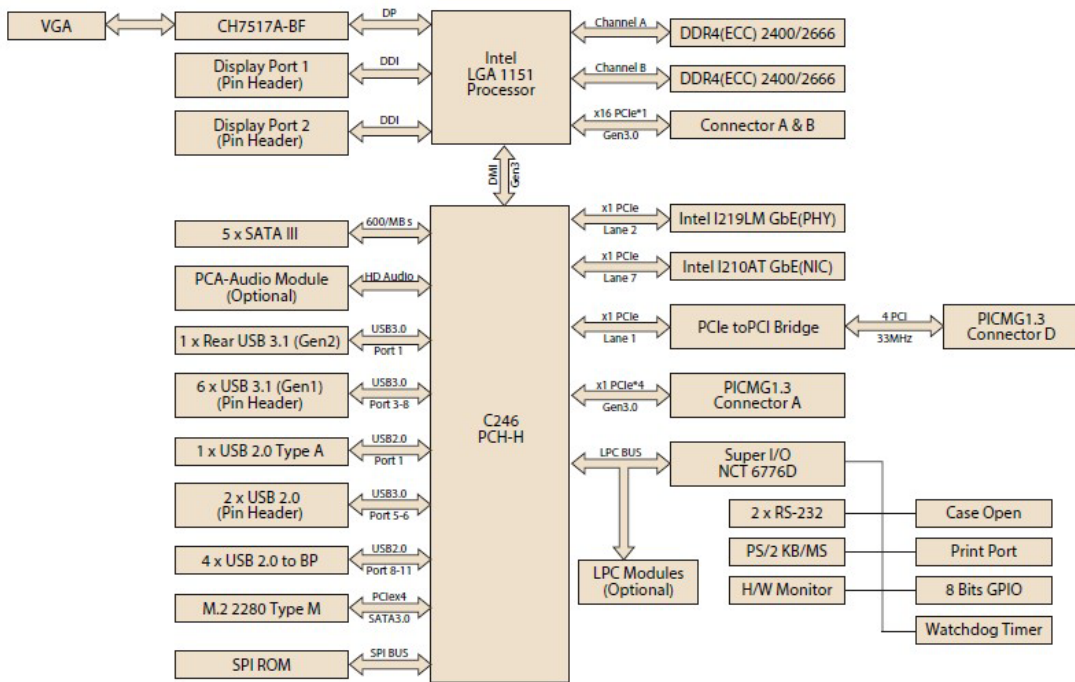 VGA
CH7517A-BF
DP
Display Port 1
(Pin Header)
DDI
Display Port 2
(Pin Header)
DDI
Intel
LGA 1151
Processor
Channel A
DDR4(ECC) 2400/2666
Channel B
DDR4(ECC) 2400/2666
x16 PCIe*1
Gen3.0
Connector A & B
DMI
Gen3
5 x SATA III
600/MB s
PCA-Audio Module
(Optional)
HD Audio
1 x Rear USB 3.1 (Gen2)
USB3.0
Port 1
6 x USB 3.1 (Gen1)
(Pin Header)
USB3.0
Port 3-8
1 x USB 2.0 Type A
USB2.0
Port 1
2 x USB 2.0
(Pin Header)
USB3.0
Port 5-6
4 x USB 2.0 to BP
USB2.0
Port 8-11
M.2 2280 Type M
PCIex4
SATA3.0
SPI ROM
SPI BUS
C246
PCH-H
x1 PCIe
Lane 2
Intel I219LM GbE(PHY)
x1 PCIe
Lane 7
Intel I210AT GbE(NIC)
x1 PCIe
Lane 1
PCIe toPCI Bridge
4 PCI
33MHz
PICMG1.3
Connector D
x1 PCIe*4
Gen3.0
PICMG1.3
Connector A
LPC BUS
Super I/O
NCT 6776D
LPC Modules
(Optional)
2 x RS-232
Case Open
PS/2 KB/MS
Print Port
H/W Monitor
8 Bits GPIO
Watchdog Timer